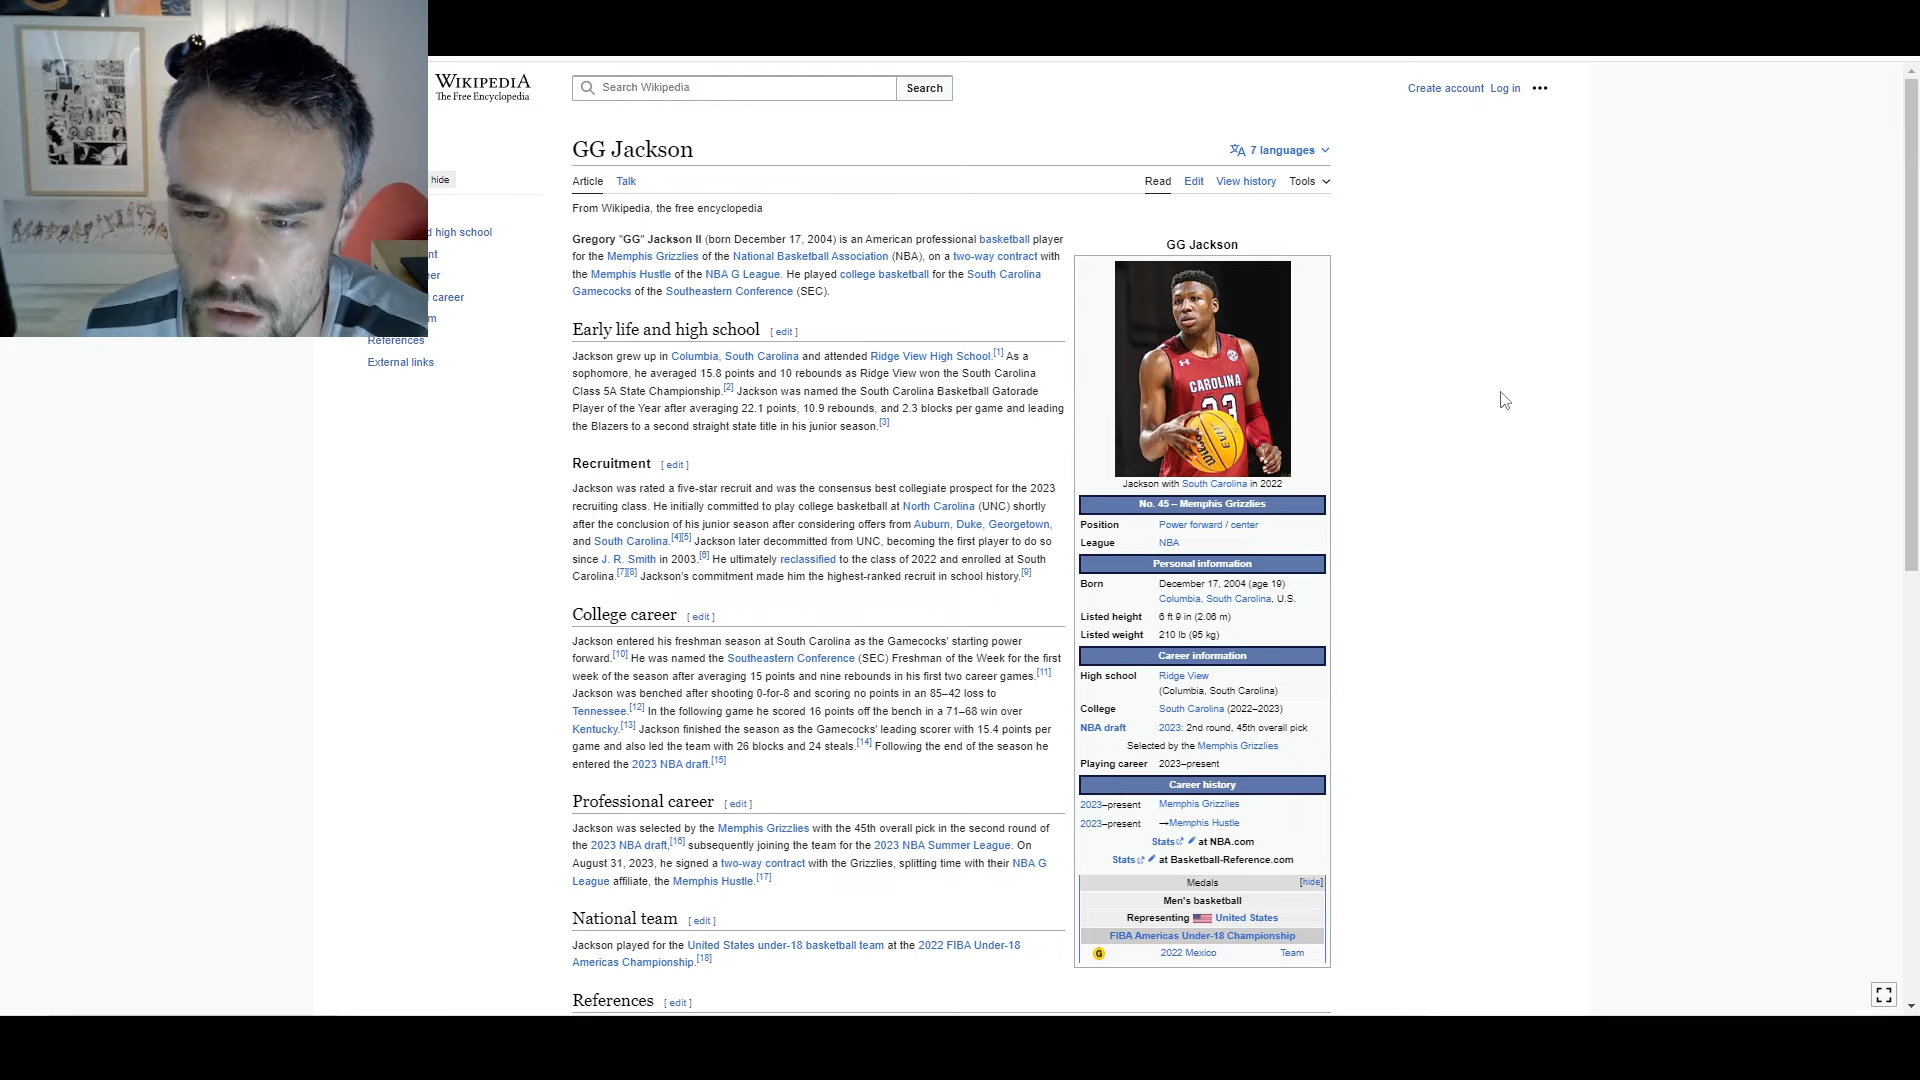 WIKIPEDIA
The Free Encyclopedia
Search Wikipedia
Search
Create account Log in
hide
d high school
nt
er
career
m
References
External links
GG Jackson
7 languages
Article Talk
Read Edit View history Tools
From Wikipedia, the free encyclopedia
Gregory "GG" Jackson II (born December 17, 2004) is an American professional basketball player
for the Memphis Grizzlies of the National Basketball Association (NBA), on a two-way contract with
the Memphis Hustle of the NBA G League. He played college basketball for the South Carolina
Gamecocks of the Southeastern Conference (SEC).
Early life and high school [ edit ]
Jackson grew up in Columbia, South Carolina and attended Ridge View High School.[1] As a
sophomore, he averaged 15.8 points and 10 rebounds as Ridge View won the South Carolina
Class 5A State Championship.[2] Jackson was named the South Carolina Basketball Gatorade
Player of the Year after averaging 22.1 points, 10.9 rebounds, and 2.3 blocks per game and leading
the Blazers to a second straight state title in his junior season.[3]
Recruitment [ edit ]
Jackson was rated a five-star recruit and was the consensus best collegiate prospect for the 2023
recruiting class. He initially committed to play college basketball at North Carolina (UNC) shortly
after the conclusion of his junior season after considering offers from Auburn, Duke, Georgetown,
and South Carolina.[4][5] Jackson later decommitted from UNC, becoming the first player to do so
since J. R. Smith in 2003.[6] He ultimately reclassified to the class of 2022 and enrolled at South
Carolina.[7][8] Jackson's commitment made him the highest-ranked recruit in school history.[9]
College career [ edit ]
Jackson entered his freshman season at South Carolina as the Gamecocks' starting power
forward.[10] He was named the Southeastern Conference (SEC) Freshman of the Week for the first
week of the season after averaging 15 points and nine rebounds in his first two career games.[11]
Jackson was benched after shooting 0-for-8 and scoring no points in an 85–42 loss to
Tennessee.[12] In the following game he scored 16 points off the bench in a 71–68 win over
Kentucky.[13] Jackson finished the season as the Gamecocks' leading scorer with 15.4 points per
game and also led the team with 26 blocks and 24 steals.[14] Following the end of the season he
entered the 2023 NBA draft.[15]
Professional career [ edit ]
Jackson was selected by the Memphis Grizzlies with the 45th overall pick in the second round of
the 2023 NBA draft,[16] subsequently joining the team for the 2023 NBA Summer League. On
August 31, 2023, he signed a two-way contract with the Grizzlies, splitting time with their NBA G
League affiliate, the Memphis Hustle.[17]
National team [ edit ]
Jackson played for the United States under-18 basketball team at the 2022 FIBA Under-18
Americas Championship.[18]
References [ edit ]
GG Jackson
CAROLINA
23
EVO
Wilson
Jackson with South Carolina in 2022
No. 45 – Memphis Grizzlies
Position Power forward / center
League NBA
Personal information
Born December 17, 2004 (age 19)
Columbia, South Carolina, U.S.
Listed height 6 ft 9 in (2.06 m)
Listed weight 210 lb (95 kg)
Career information
High school Ridge View
(Columbia, South Carolina)
College South Carolina (2022–2023)
NBA draft 2023: 2nd round, 45th overall pick
Selected by the Memphis Grizzlies
Playing career 2023–present
Career history
2023–present Memphis Grizzlies
2023–present →Memphis Hustle
Stats at NBA.com
Stats at Basketball-Reference.com
Medals [hide]
Men's basketball
Representing United States
FIBA Americas Under-18 Championship
G 2022 Mexico Team